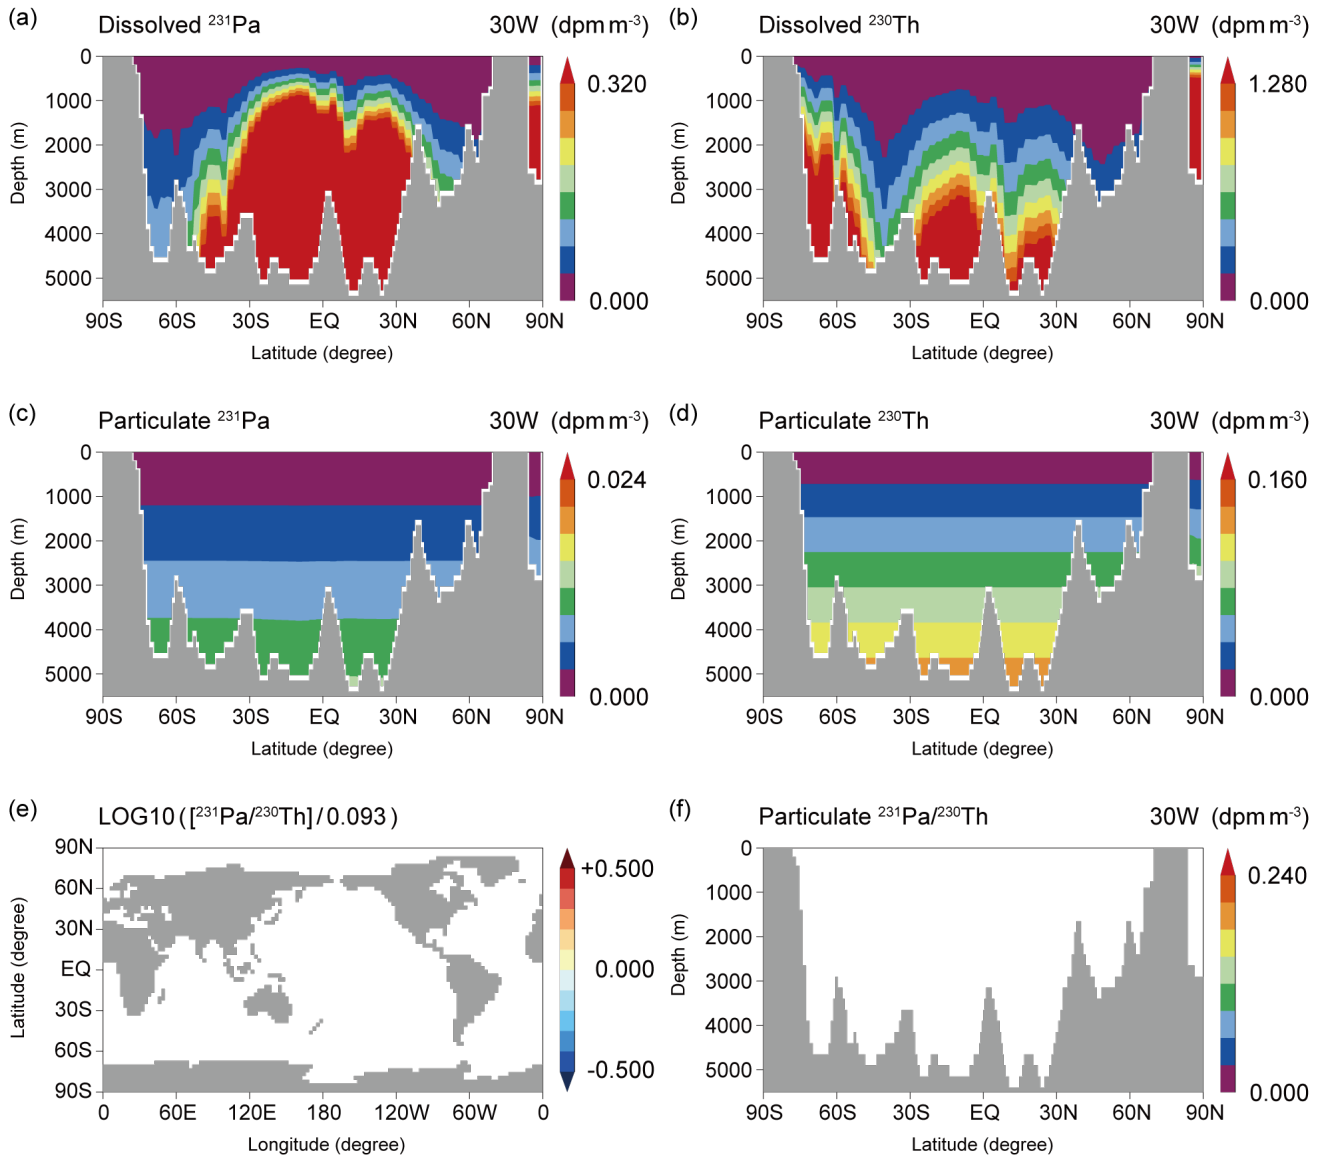 (a) Dissolved ²³¹Pa 30W (dpm m⁻³)
0
1000
2000
3000
4000
5000
Depth (m)
90S 60S 30S EQ 30N 60N 90N
Latitude (degree)
0.320
0.000
(b) Dissolved ²³⁰Th 30W (dpm m⁻³)
0
1000
2000
3000
4000
5000
Depth (m)
90S 60S 30S EQ 30N 60N 90N
Latitude (degree)
1.280
0.000
(c) Particulate ²³¹Pa 30W (dpm m⁻³)
0
1000
2000
3000
4000
5000
Depth (m)
90S 60S 30S EQ 30N 60N 90N
Latitude (degree)
0.024
0.000
(d) Particulate ²³⁰Th 30W (dpm m⁻³)
0
1000
2000
3000
4000
5000
Depth (m)
90S 60S 30S EQ 30N 60N 90N
Latitude (degree)
0.160
0.000
(e) LOG10 ( [²³¹Pa/²³⁰Th] / 0.093 )
90N
60N
30N
EQ
30S
60S
90S
Latitude (degree)
0 60E 120E 180 120W 60W 0
Longitude (degree)
+0.500
0.000
-0.500
(f) Particulate ²³¹Pa/²³⁰Th 30W (dpm m⁻³)
0
1000
2000
3000
4000
5000
Depth (m)
90S 60S 30S EQ 30N 60N 90N
Latitude (degree)
0.240
0.000